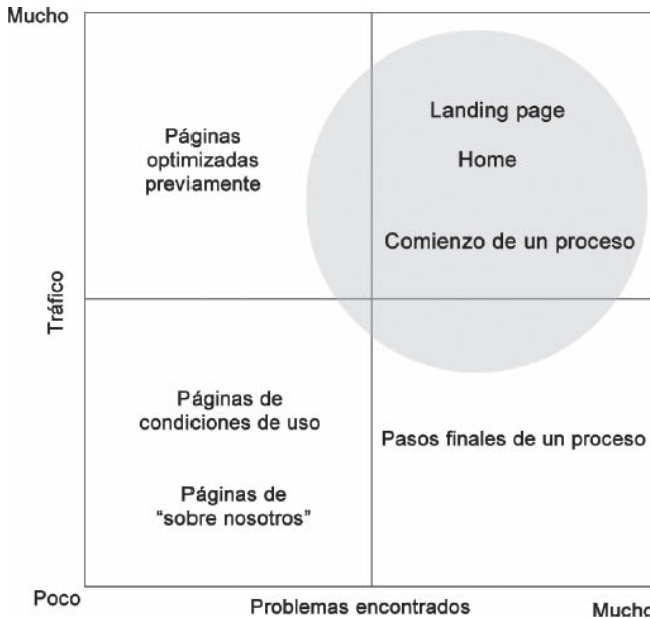 Mucho
Landing page
Páginas
optimizadas
previamente
Home
Comienzo de un proceso
Tráfico
Páginas de
condiciones de uso
Pasos finales de un proceso
Páginas de
“sobre nosotros”
Poco
Problemas encontrados
Mucho